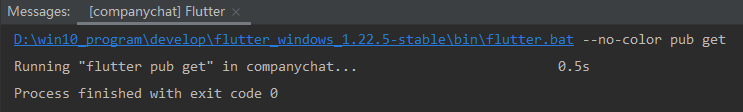 Messages: [companychat] Flutter ×
D:\win10_program\develop\flutter_windows_1.22.5-stable\bin\flutter.bat --no-color pub get
Running "flutter pub get" in companychat... 0.5s
Process finished with exit code 0